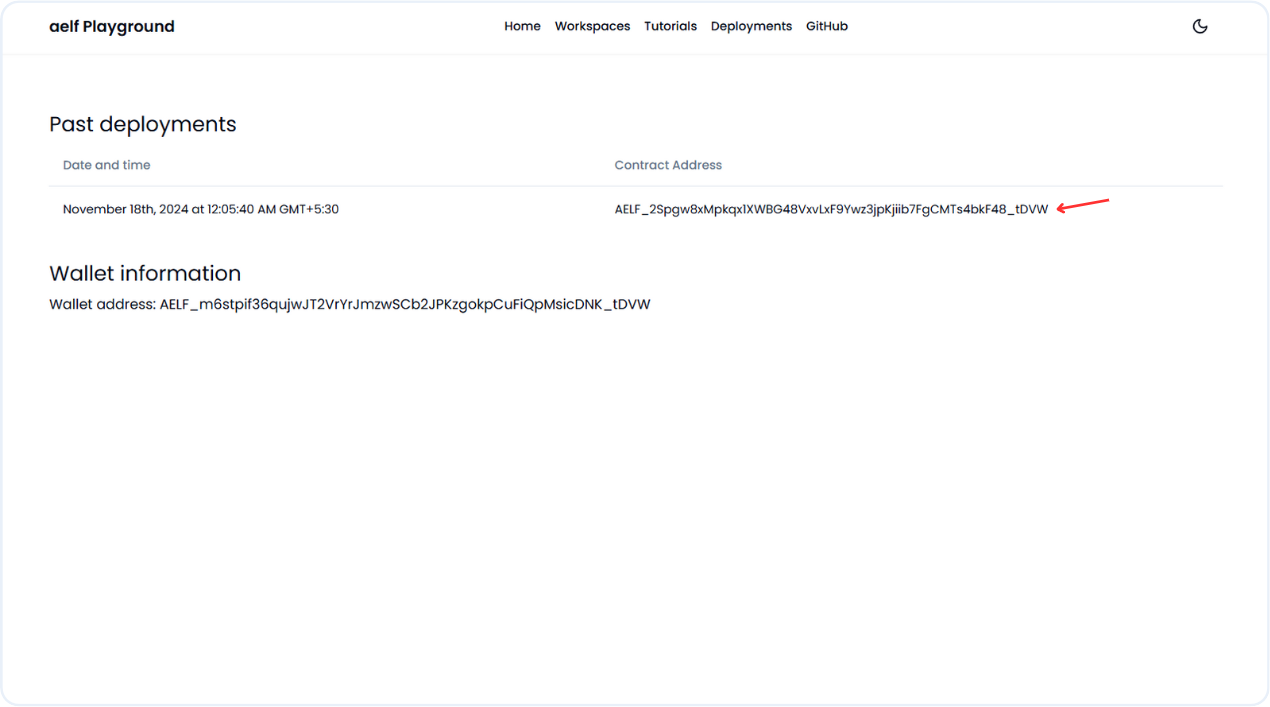 aelf Playground
Home Workspaces Tutorials Deployments GitHub
Past deployments
Date and time Contract Address
November 18th, 2024 at 12:05:40 AM GMT+5:30 AELF_2Spgw8xMpkqx1XWBG48VxvLxF9Ywz3jpKjiib7FgCMTs4bkF48_tDVW
Wallet information
Wallet address: AELF_m6stpif36qujwJT2VrYrJmzwSCb2JPKzgokpCuFiQpMsicDNK_tDVW